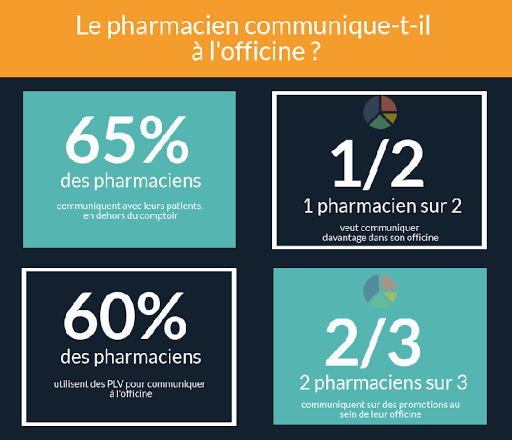 Le pharmacien communique-t-il
à l'officine ?
65%
des pharmaciens
communiquent avec leurs patients,
en dehors du comptoir
1/2
1 pharmacien sur 2
veut communiquer
davantage dans son officine
60%
des pharmaciens
utilisent des PLV pour communiquer
à l'officine
2/3
2 pharmaciens sur 3
communiquent sur des promotions au
sein de leur officine